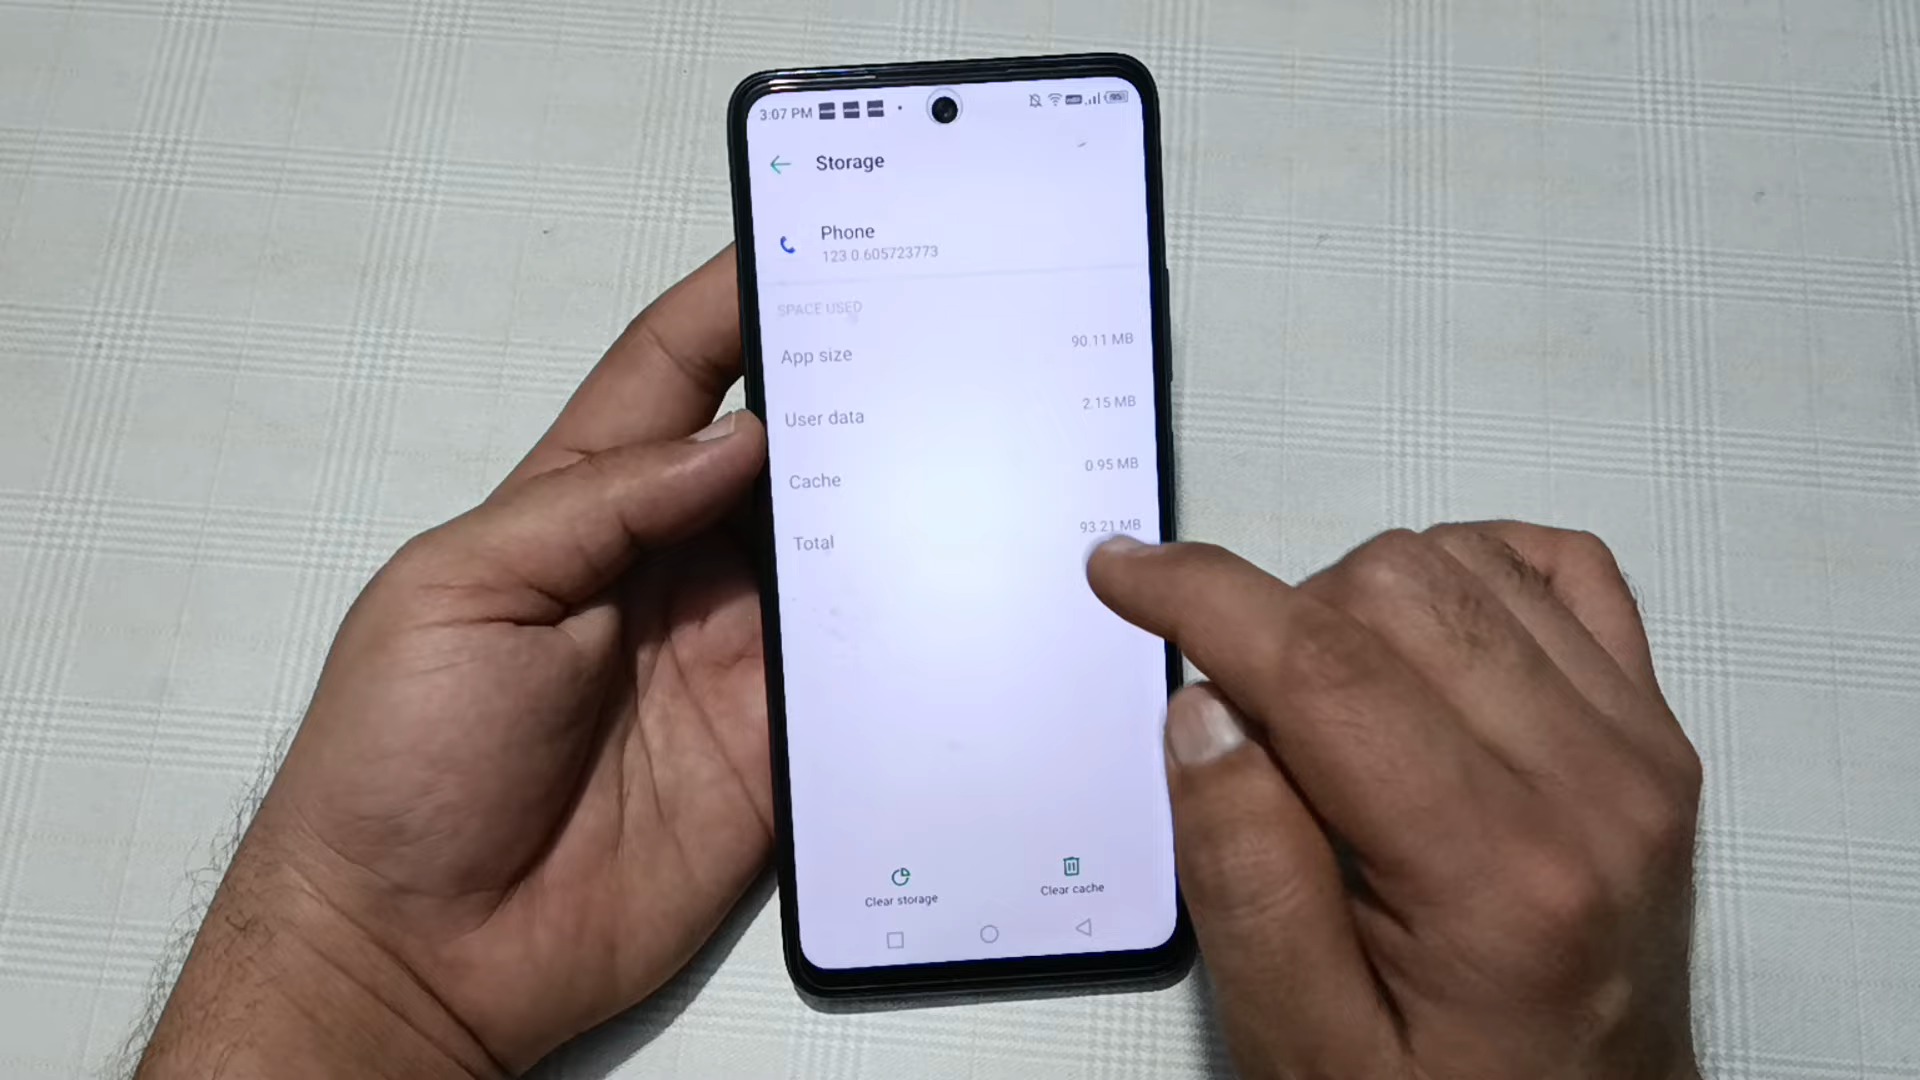 3:07 PM
Storage
Phone
123.0.605723773
SPACE USED
App size 90.11 MB
User data 2.15 MB
Cache 0.95 MB
Total 93.21 MB
Clear storage
Clear cache